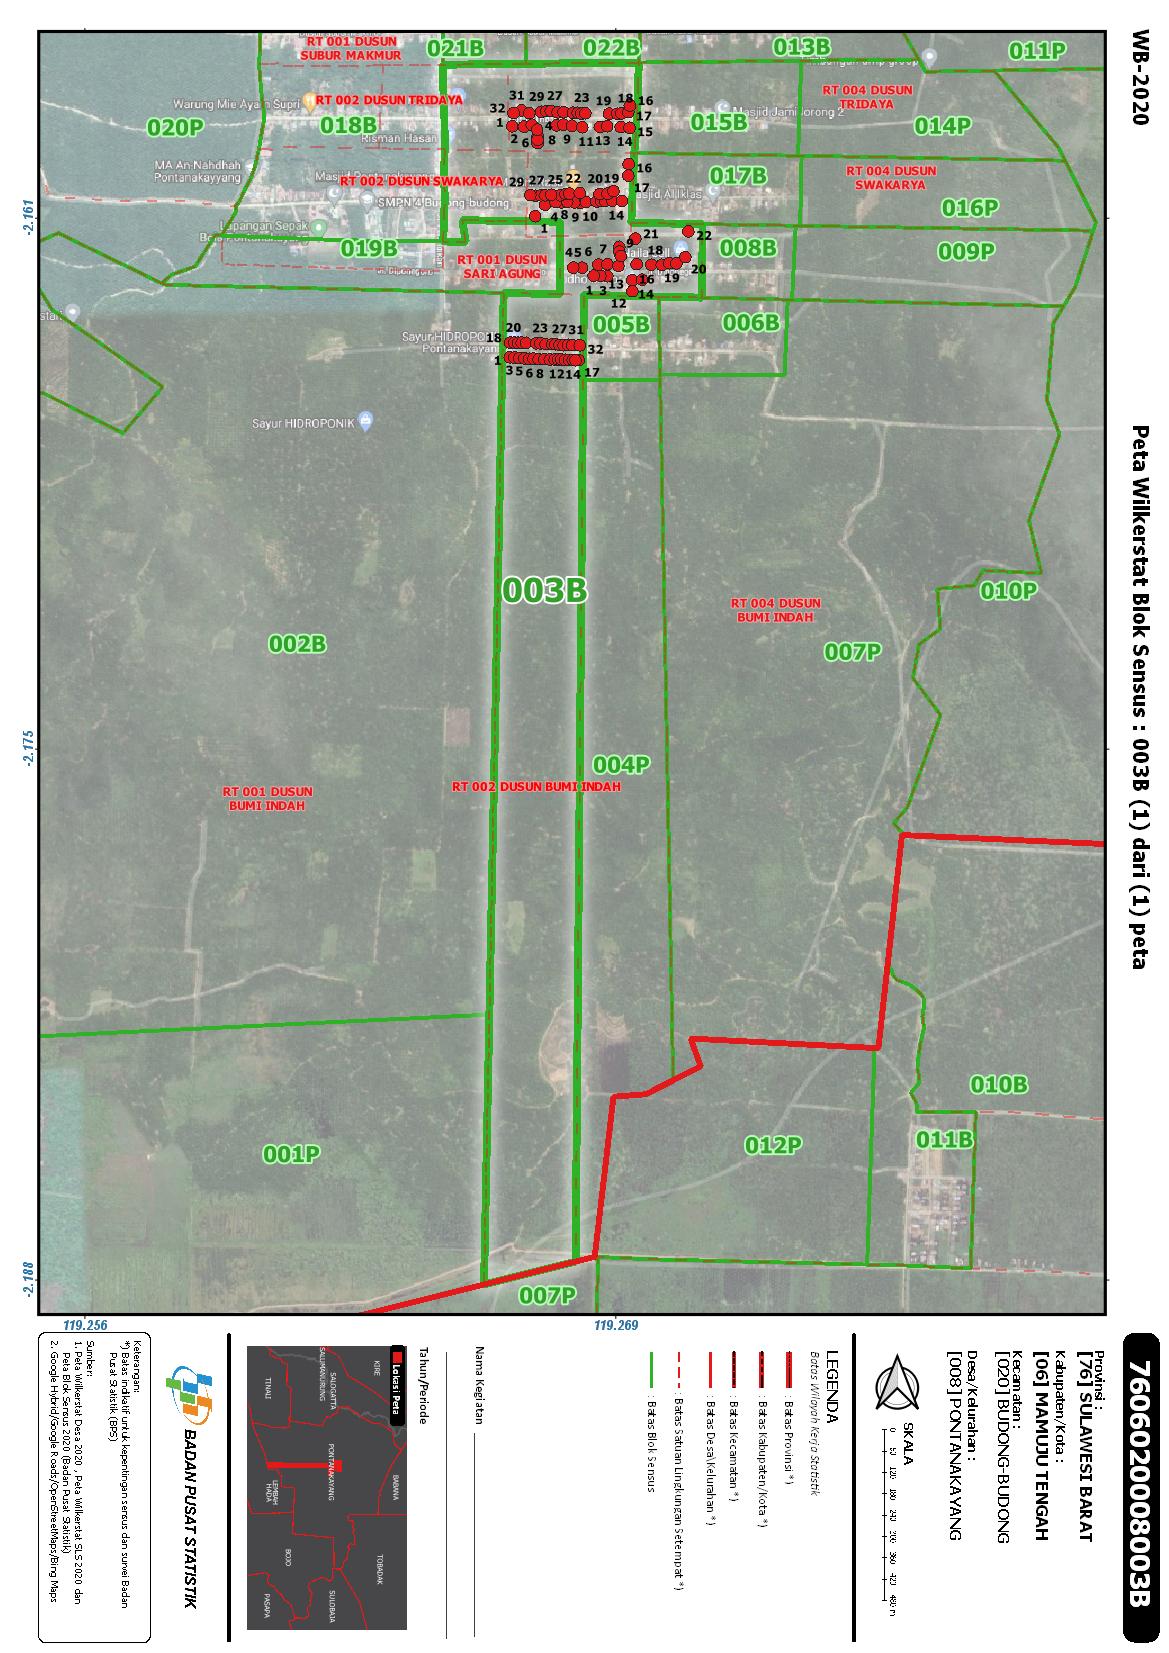 WB-2020
Peta Wilkerstat Blok Sensus : 003B (1) dari (1) peta
RT 001 DUSUN
SUBUR MAKMUR
021B
022B
013B
011P
Warung Mie Ayam Supri
RT 002 DUSUN TRIDAYA
RT 004 DUSUN
TRIDAYA
020P
018B
Risman Hasan
015B
Masjid Jami Jorong 2
014P
31 29 27 23 19 18 16
32
17
1
2 6 4 8 9 11 13 14 15
MA An-Nahdhah
Pontanakayyang
RT 002 DUSUN SWAKARYA
017B
RT 004 DUSUN
SWAKARYA
SMPN 4 Budong budong
016P
29 27 25 22 20 19 16
17
1 4 8 9 10 14
Lapangan Sepak
019B
RT 001 DUSUN
SARI AGUNG
008B
009P
21 22
4 5 6 7 9 18
20
1 3 13 16 19
12 14
Sayur HIDROPO
Pontanakayan
005B
006B
20 23 27 31
18
32
1
3 5 6 8 12 14 17
Sayur HIDROPONIK
003B
002B
RT 004 DUSUN
BUMI INDAH
007P
010P
004P
RT 001 DUSUN
BUMI INDAH
RT 002 DUSUN BUMI INDAH
001P
012P
010B
011B
007P
-2.161
-2.175
-2.188
119.256
119.269
7606020008003B
Provinsi :
[76] SULAWESI BARAT
Kabupaten/Kota :
[06] MAMUJU TENGAH
Kecamatan :
[020] BUDONG-BUDONG
Desa/Kelurahan :
[008] PONTANAKAYANG
SKALA
0 60 120 180 240 300 360 420 480 m
LEGENDA
Batas Wilayah Kerja Statistik
: Batas Provinsi *)
: Batas Kabupaten/Kota *)
: Batas Kecamatan *)
: Batas Desa\Kelurahan *)
: Batas Satuan Lingkungan Setempat *)
: Batas Blok Sensus
Nama Kegiatan
Tahun/Periode
Lokasi Peta
KIRE
SALOGATTA
SALUMANURUNG
TINALI
PONTANAKAYANG
BABANA
LEMBAH
HADA
TOBADAK
BOJO
SULOBAJA
PASAPA
BADAN PUSAT STATISTIK
Keterangan:
*) Batas indikatif untuk kepentingan sensus dan survei Badan
Pusat Statistik (BPS)
Sumber:
1. Peta Wilkerstat Desa 2020 , Peta Wilkerstat SLS 2020 dan
Peta Blok Sensus 2020 (Badan Pusat Statistik)
2. Google Hybrid/Google Roads/OpenStreetMaps/Bing Maps